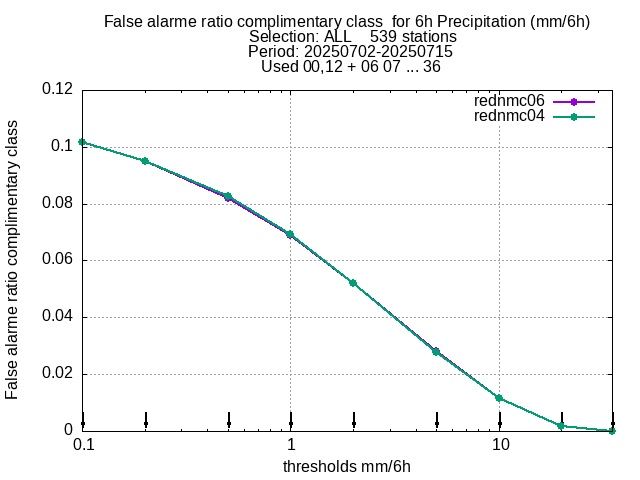 False alarme ratio complimentary class  for 6h Precipitation (mm/6h)
Selection: ALL    539 stations
Period: 20250702-20250715
Used 00,12 + 06 07 ... 36
rednmc06
rednmc04
False alarme ratio complimentary class
0.12
0.1
0.08
0.06
0.04
0.02
0
0.1
1
10
thresholds mm/6h